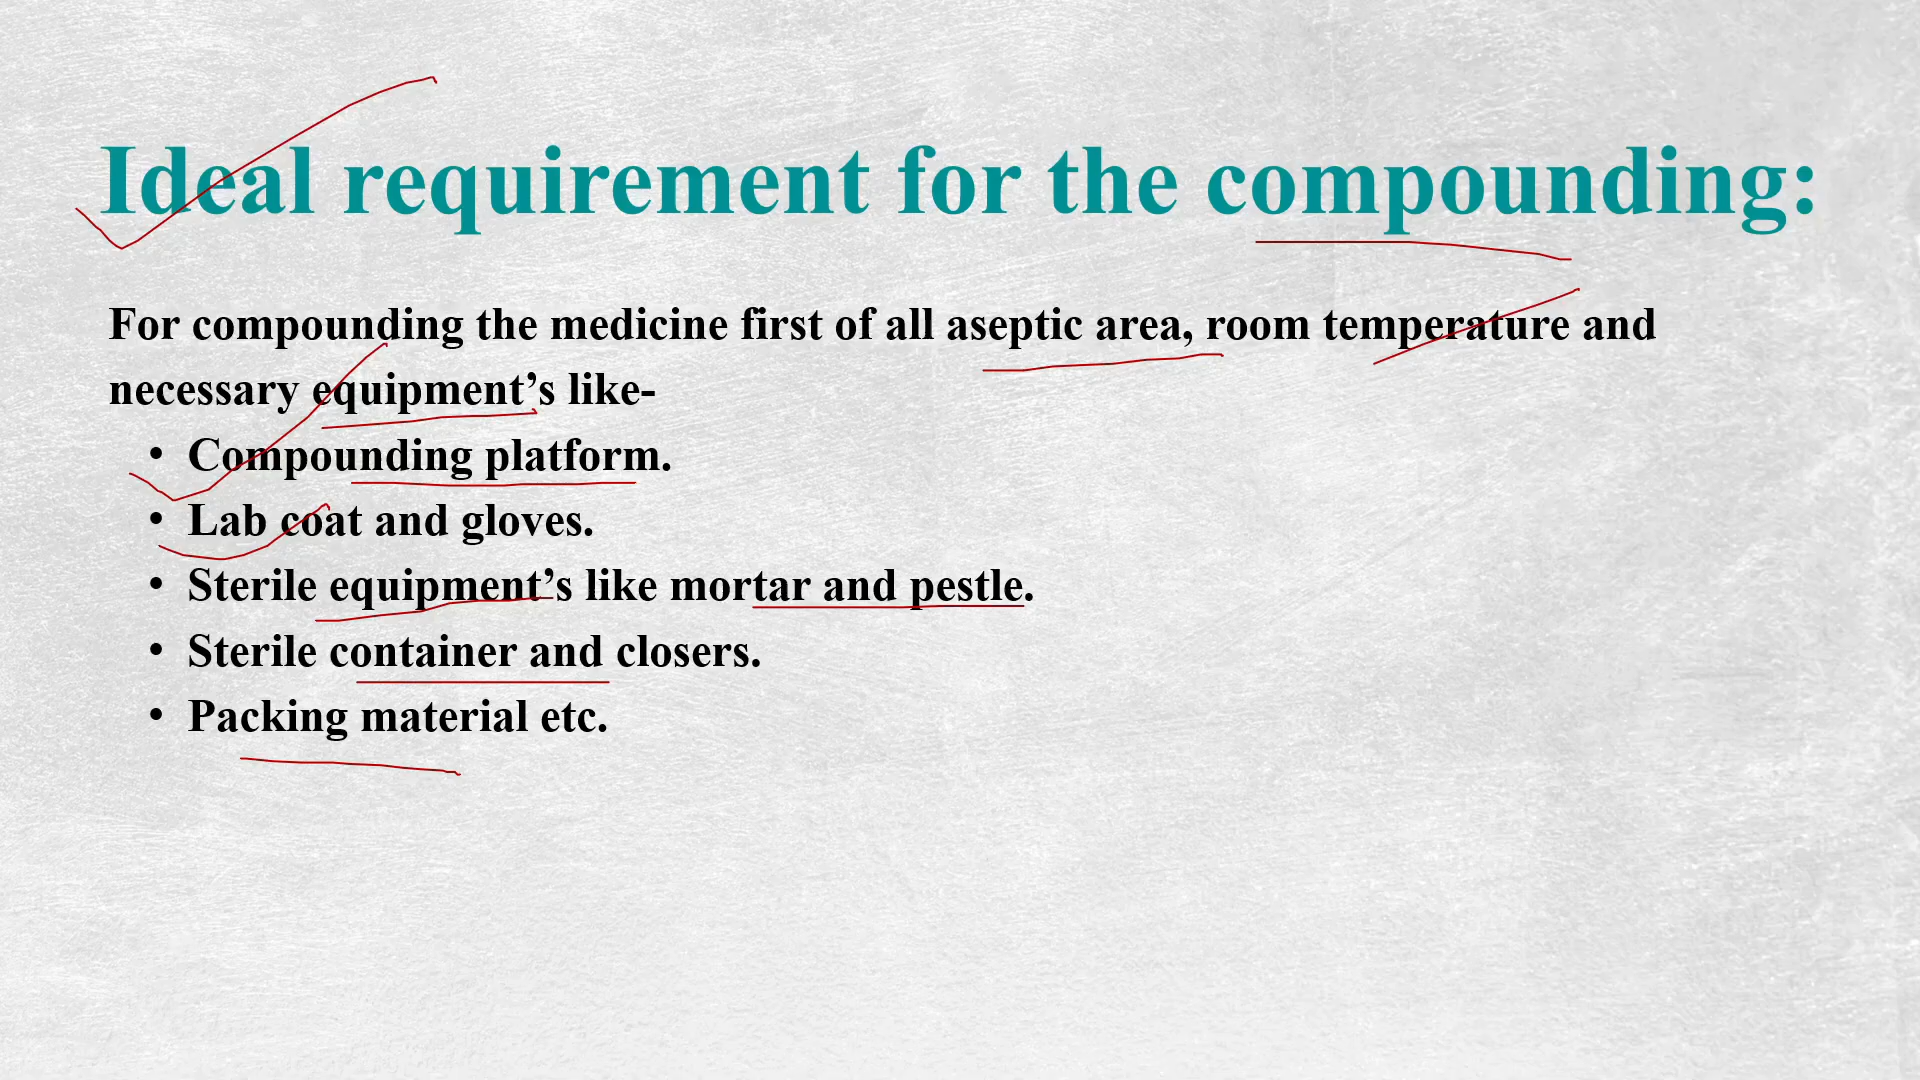 Ideal requirement for the compounding:
For compounding the medicine first of all aseptic area, room temperature and
necessary equipment’s like-
• Compounding platform.
• Lab coat and gloves.
• Sterile equipment’s like mortar and pestle.
• Sterile container and closers.
• Packing material etc.